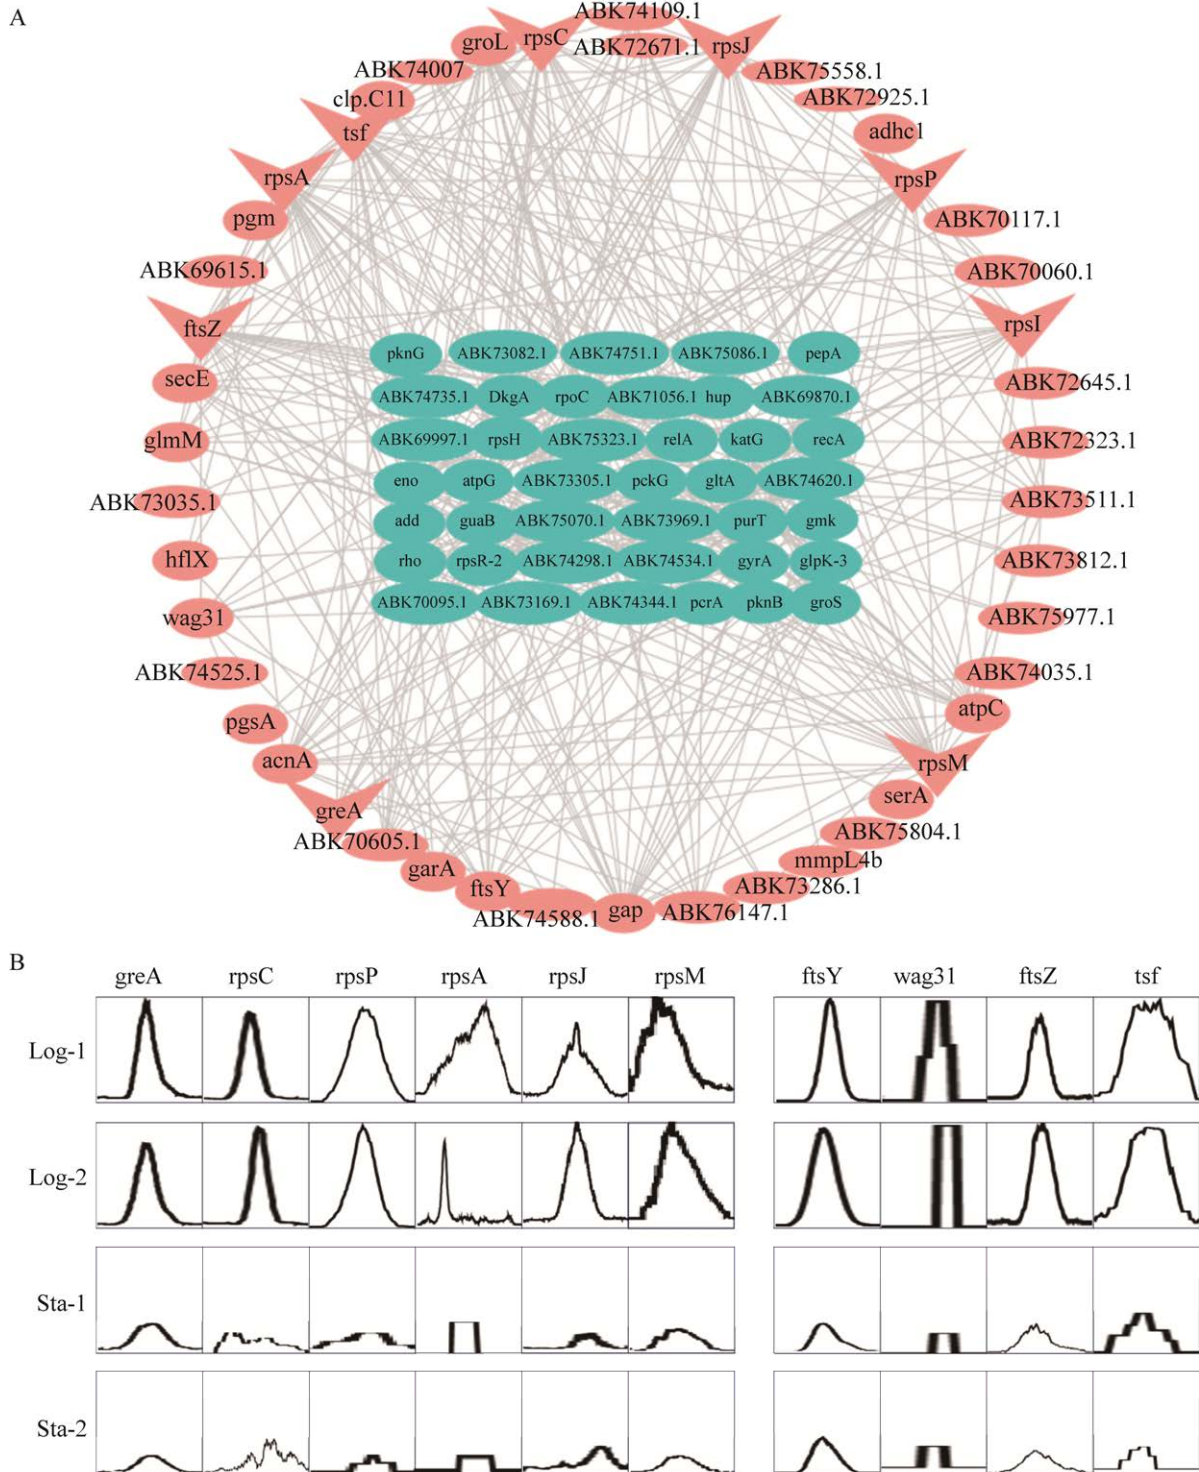 A
ABK74109.1
groL rpsC ABK72671.1 rpsJ
ABK74007 ABK75558.1
clp.C11 ABK72925.1
tsf adhc1
rpsA rpsP
pgm ABK70117.1
ABK69615.1 ABK70060.1
ftsZ rpsI
pknG ABK73082.1 ABK74751.1 ABK75086.1 pepA
secE ABK72645.1
ABK74735.1 DkgA rpoC ABK71056.1 hup ABK69870.1
glmM ABK69997.1 rpsH ABK75323.1 relA katG recA ABK72323.1
eno atpG ABK73305.1 pckG gltA ABK74620.1
ABK73035.1 ABK73511.1
add guaB ABK75070.1 ABK73969.1 purT gmk
hflX rho rpsR-2 ABK74298.1 ABK74534.1 gyrA glpK-3 ABK73812.1
ABK70095.1 ABK73169.1 ABK74344.1 pcrA pknB groS
wag31 ABK75977.1
ABK74525.1 ABK74035.1
pgsA atpC
acnA rpsM
greA serA
ABK70605.1 ABK75804.1
garA mmpL4b
ftsY ABK73286.1
ABK74588.1 gap ABK76147.1
B
greA rpsC rpsP rpsA rpsJ rpsM ftsY wag31 ftsZ tsf
Log-1
Log-2
Sta-1
Sta-2